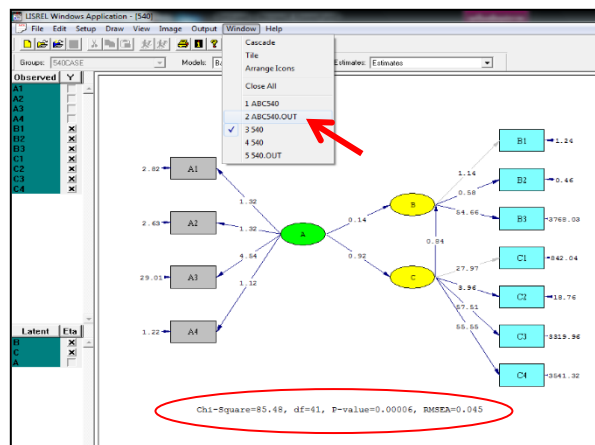 LISREL Windows Application - [540]
File Edit Setup Draw View Image Output Window Help
Groups: 540CASE
Models:
Estimates: Estimates
Cascade
Tile
Arrange Icons
Close All
1 ABC540
2 ABC540.OUT
3 540
4 540
5 540.OUT
Observed Y
A1
A2
A3
A4
B1
B2
B3
C1
C2
C3
C4
Latent Eta
B
C
A
2.82 A1
2.63 A2
29.01 A3
1.22 A4
1.32
1.32
4.54
1.12
A
0.14
0.92
B
C
0.84
1.14
0.58
27.97
3.96
57.51
B1 1.24
B2 0.46
B3 3768.03
C1 842.04
C2 18.76
C3 3319.96
C4 3541.32
Chi-Square=85.48, df=41, P-value=0.00006, RMSEA=0.045